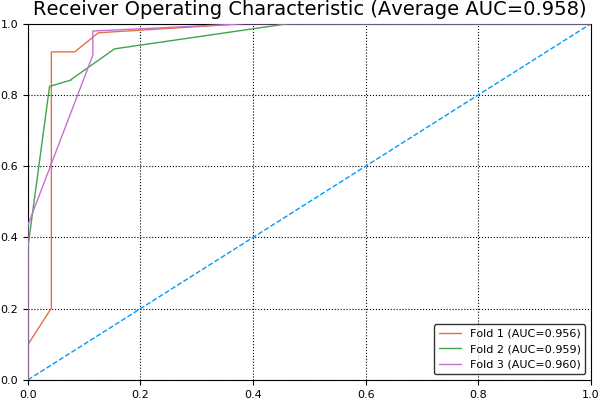 Receiver Operating Characteristic (Average AUC=0.958)
1.0
0.8
0.6
0.4
0.2
0.0
0.0 0.2 0.4 0.6 0.8 1.0
Fold 1 (AUC=0.956)
Fold 2 (AUC=0.959)
Fold 3 (AUC=0.960)